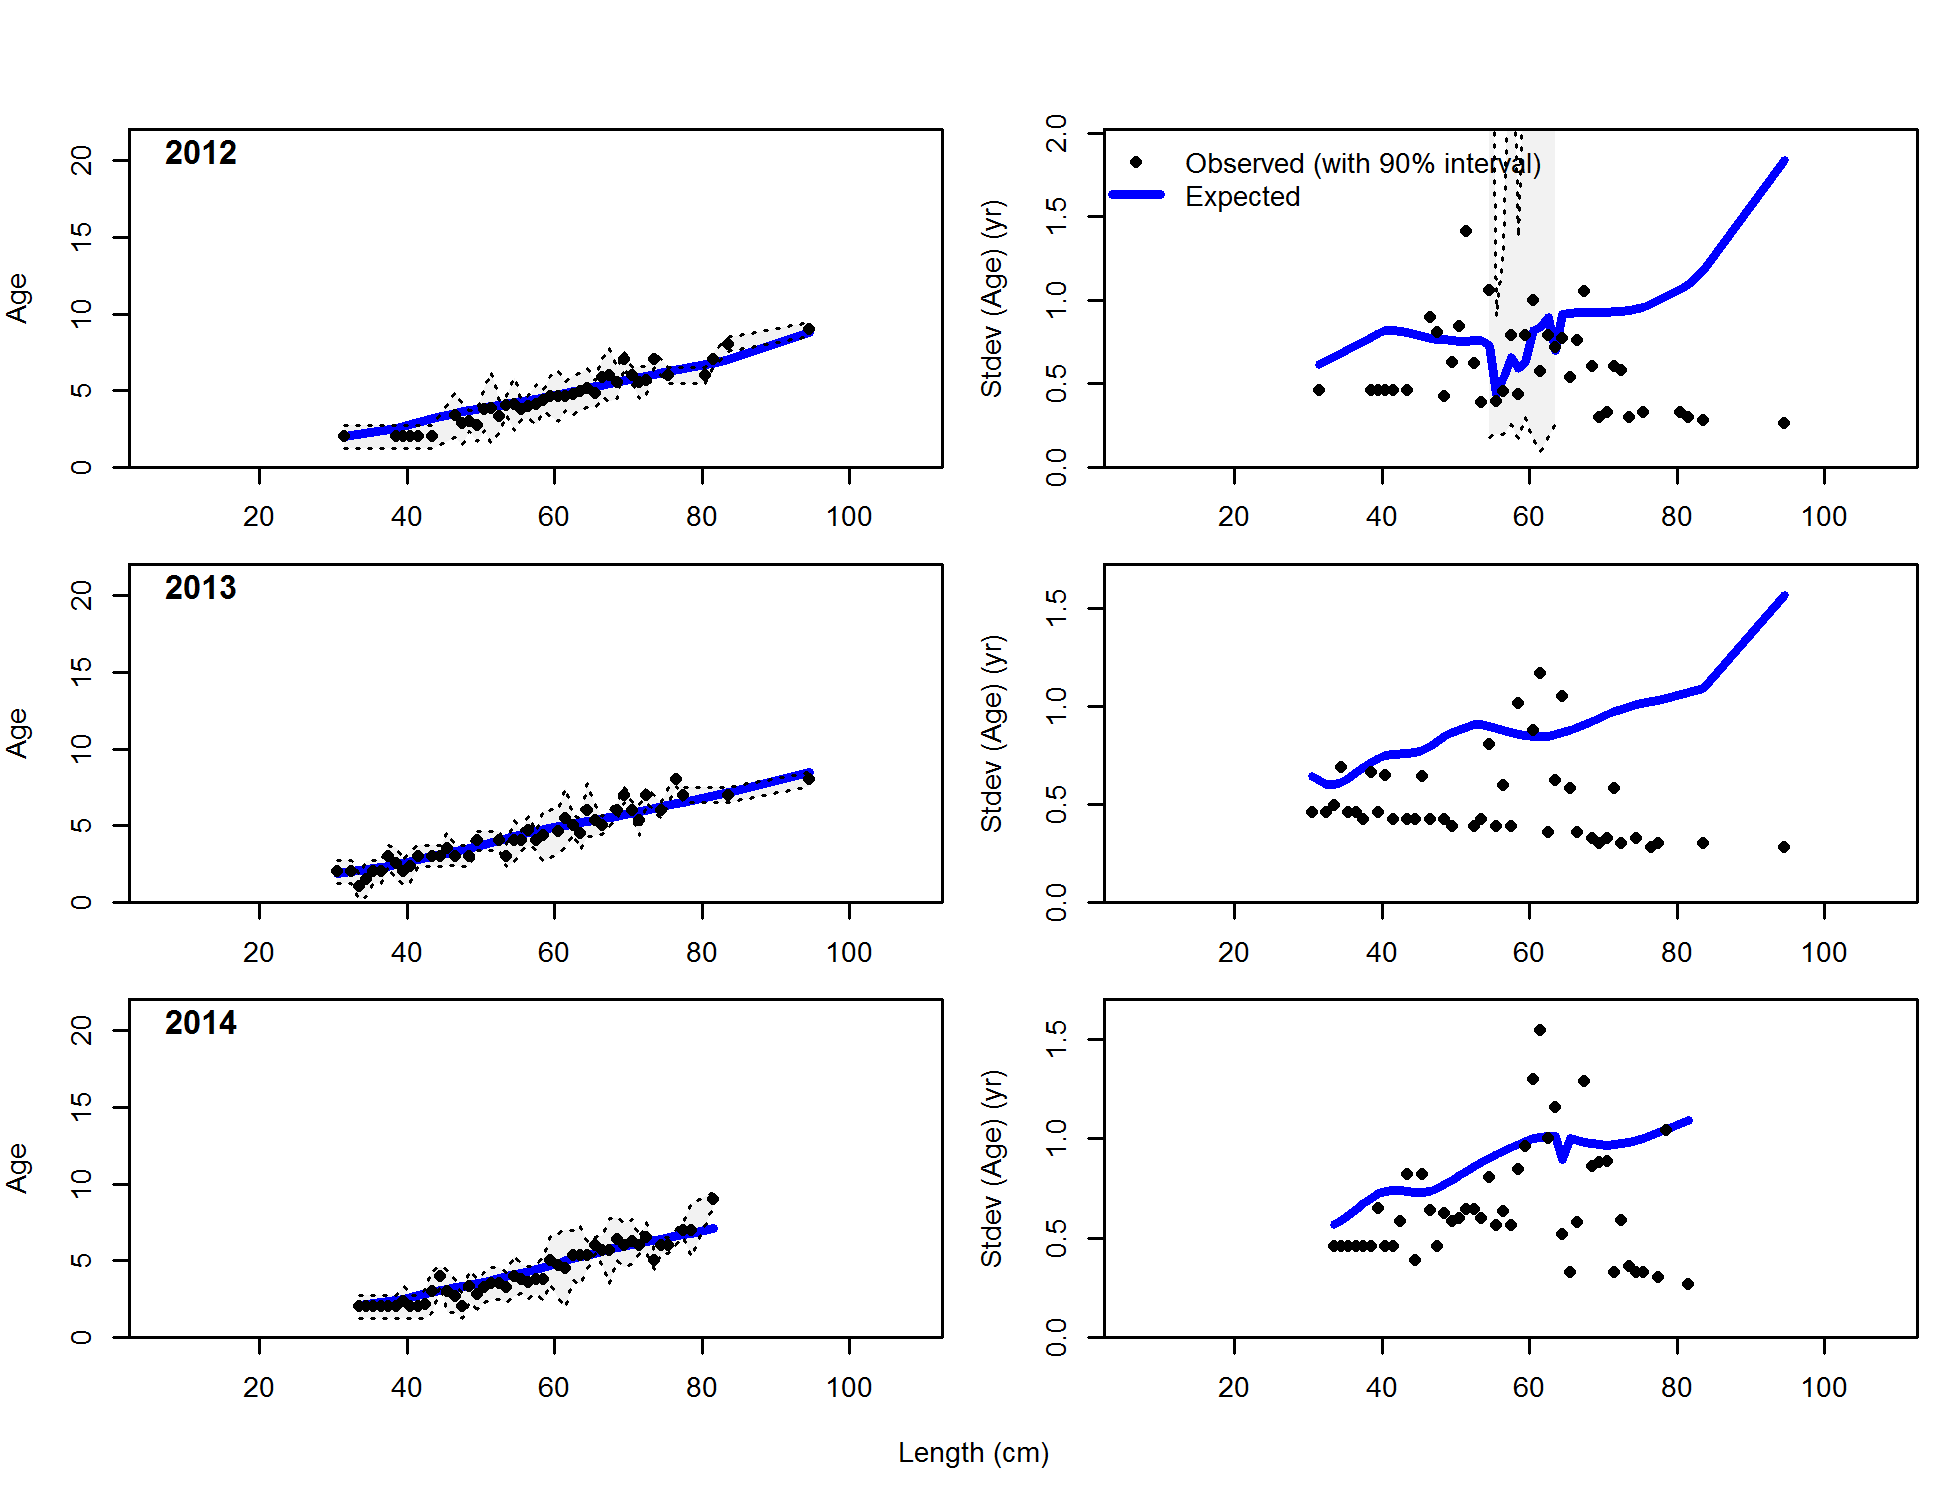 2012
Age
0 5 10 15 20
20 40 60 80 100
Observed (with 90% interval)
Expected
Stdev (Age) (yr)
0.0 0.5 1.0 1.5 2.0
20 40 60 80 100
2013
Age
0 5 10 15 20
20 40 60 80 100
Stdev (Age) (yr)
0.0 0.5 1.0 1.5
20 40 60 80 100
2014
Age
0 5 10 15 20
20 40 60 80 100
Stdev (Age) (yr)
0.0 0.5 1.0 1.5
20 40 60 80 100
Length (cm)